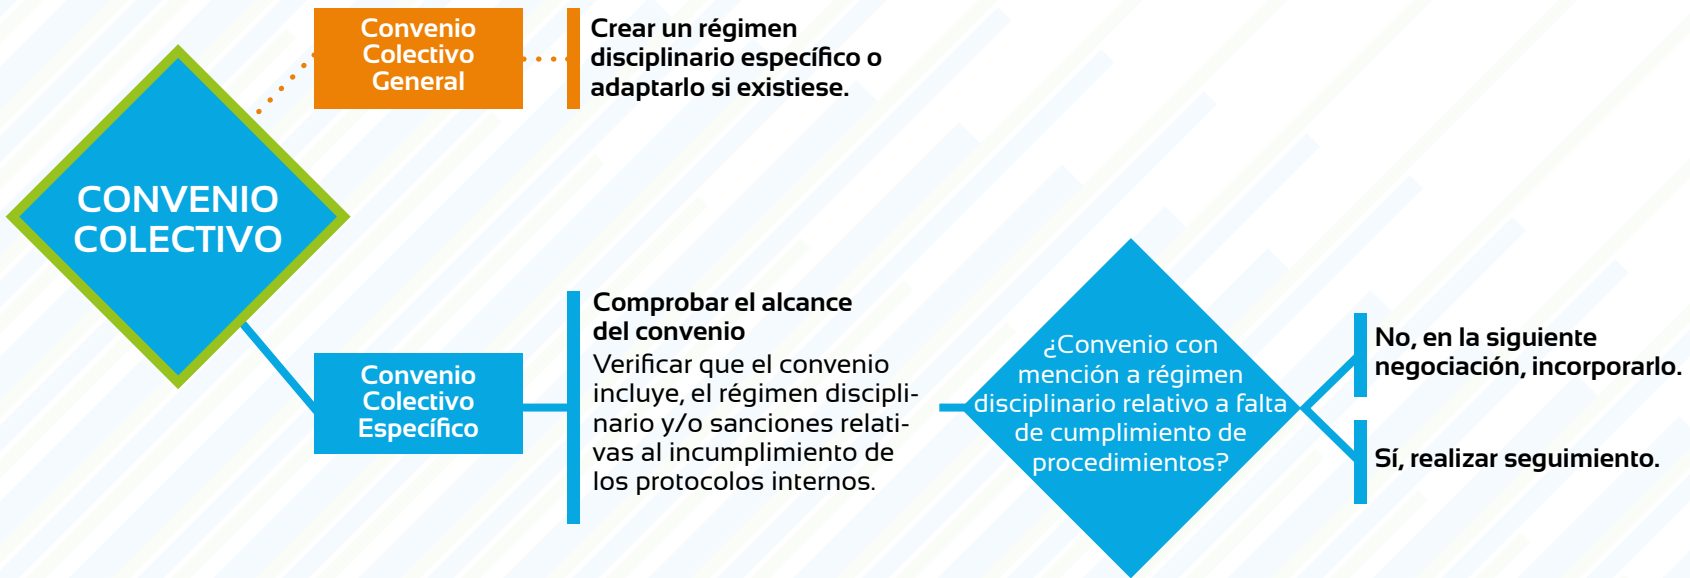 CONVENIO
COLECTIVO
Convenio
Colectivo
General
Crear un régimen
disciplinario específico o
adaptarlo si existiese.
Convenio
Colectivo
Específico
Comprobar el alcance
del convenio
Verificar que el convenio
incluye, el régimen discipli-
nario y/o sanciones relati-
vas al incumplimiento de
los protocolos internos.
¿Convenio con
mención a régimen
disciplinario relativo a falta
de cumplimiento de
procedimientos?
No, en la siguiente
negociación, incorporarlo.
Sí, realizar seguimiento.